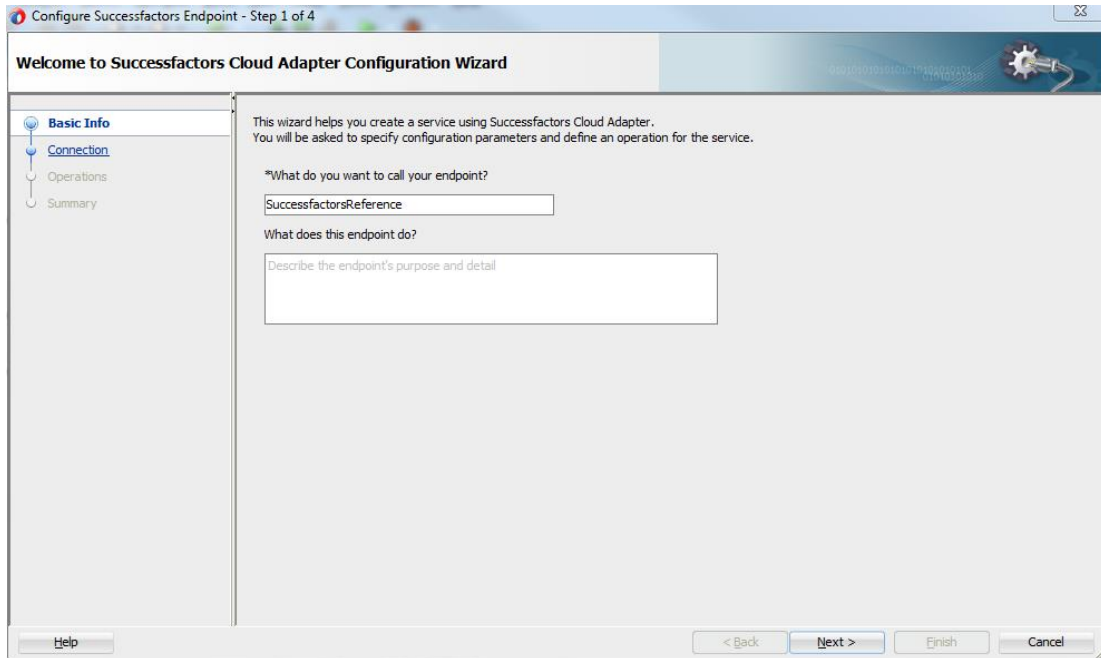 Configure Successfactors Endpoint - Step 1 of 4
Welcome to Successfactors Cloud Adapter Configuration Wizard
Basic Info
Connection
Operations
Summary
This wizard helps you create a service using Successfactors Cloud Adapter.
You will be asked to specify configuration parameters and define an operation for the service.
*What do you want to call your endpoint?
SuccessfactorsReference
What does this endpoint do?
Describe the endpoint's purpose and detail
Help
< Back
Next >
Finish
Cancel